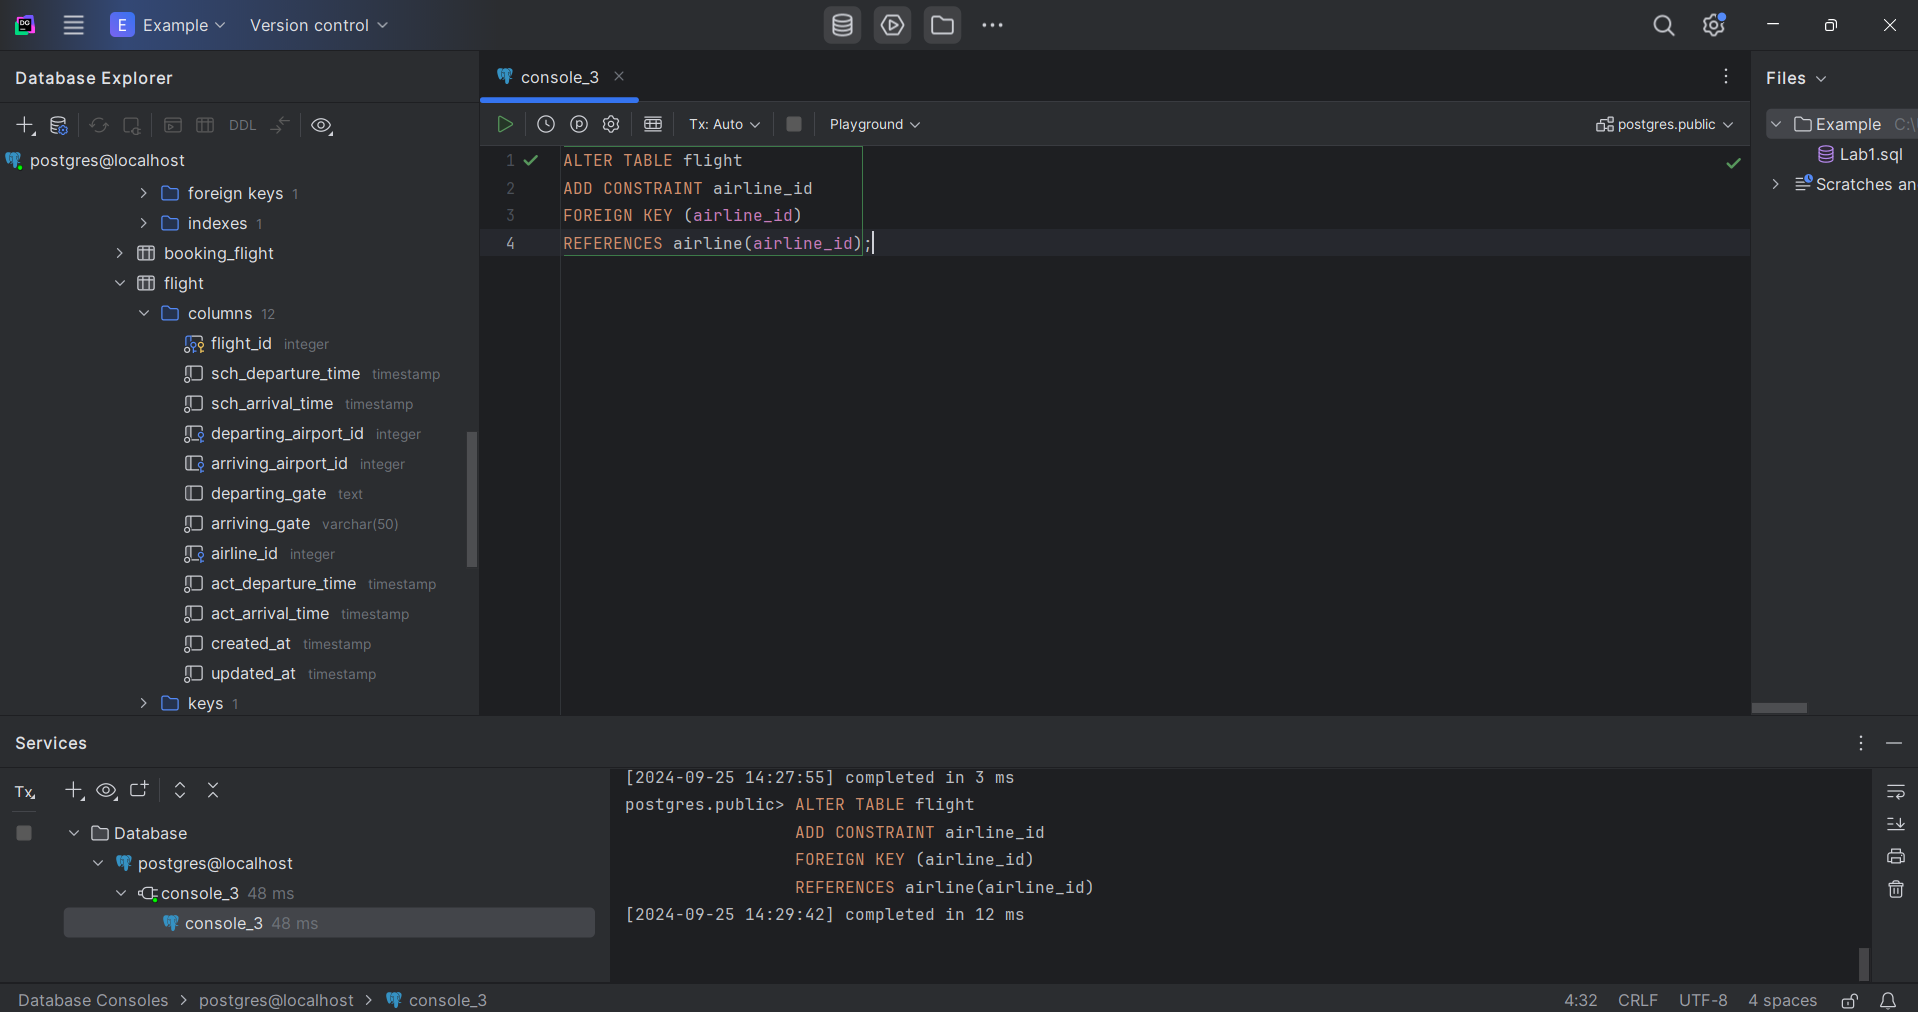 DG
E Example Version control
Database Explorer
console_3
Files
DDL
Tx: Auto Playground postgres.public
Example C:\
Lab1.sql
Scratches an
postgres@localhost
foreign keys 1
indexes 1
booking_flight
flight
columns 12
flight_id integer
sch_departure_time timestamp
sch_arrival_time timestamp
departing_airport_id integer
arriving_airport_id integer
departing_gate text
arriving_gate varchar(50)
airline_id integer
act_departure_time timestamp
act_arrival_time timestamp
created_at timestamp
updated_at timestamp
keys 1
1 ALTER TABLE flight
2 ADD CONSTRAINT airline_id
3 FOREIGN KEY (airline_id)
4 REFERENCES airline(airline_id);
Services
Tx
Database
postgres@localhost
console_3 48 ms
console_3 48 ms
[2024-09-25 14:27:55] completed in 3 ms
postgres.public> ALTER TABLE flight
ADD CONSTRAINT airline_id
FOREIGN KEY (airline_id)
REFERENCES airline(airline_id)
[2024-09-25 14:29:42] completed in 12 ms
Database Consoles > postgres@localhost > console_3
4:32 CRLF UTF-8 4 spaces